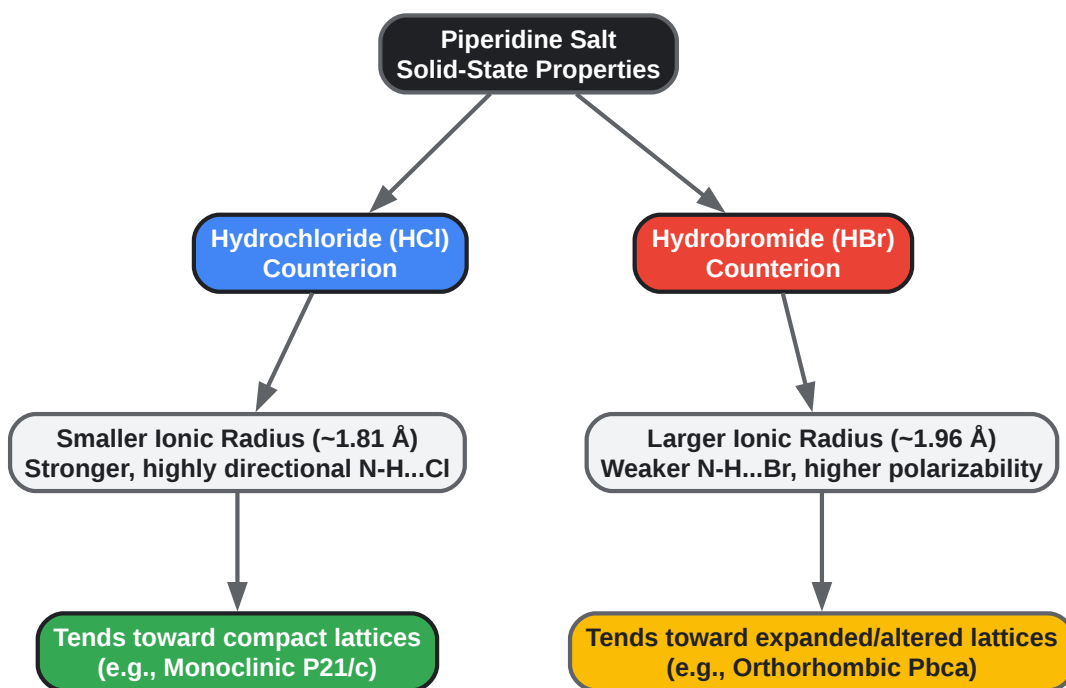 Piperidine Salt
Solid-State Properties
Hydrochloride (HCl)
Counterion
Hydrobromide (HBr)
Counterion
Smaller Ionic Radius (~1.81 Å)
Stronger, highly directional N-H...Cl
Larger Ionic Radius (~1.96 Å)
Weaker N-H...Br, higher polarizability
Tends toward compact lattices
(e.g., Monoclinic P21/c)
Tends toward expanded/altered lattices
(e.g., Orthorhombic Pbca)